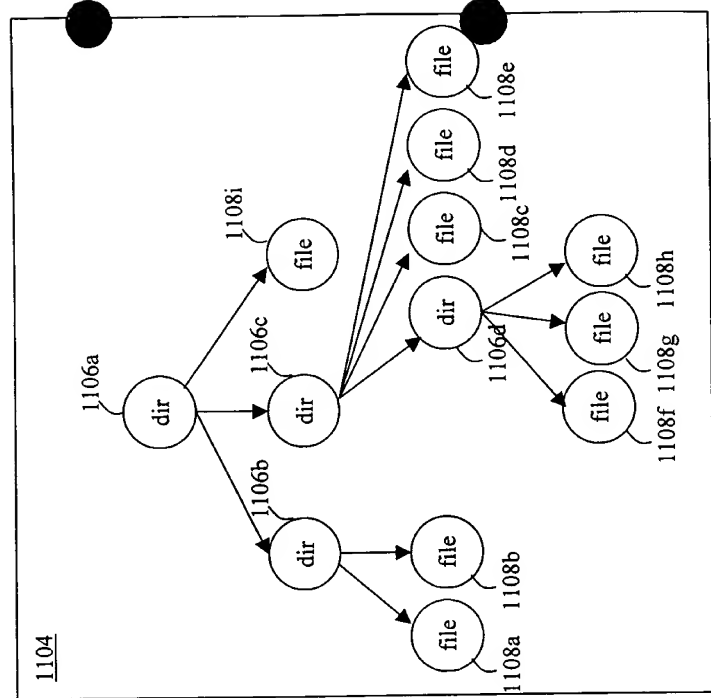 1104
1106a
dir
1106b
1106c
1108i
dir
dir
file
file
file
dir
file
file
file
1108a
1108b
1106d
1108c
1108d
1108e
file
file
file
1108f
1108g
1108h